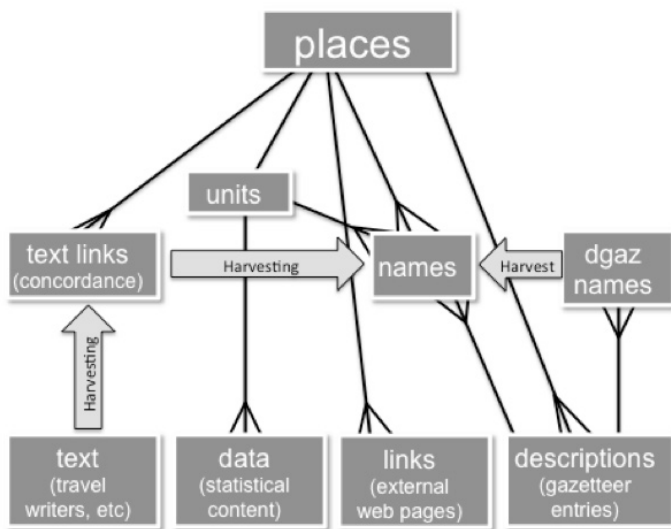 places
units
text links
(concordance)
Harvesting
names
Harvest
dgaz
names
Harvesting
text
(travel
writers, etc)
data
(statistical
content)
links
(external
web pages)
descriptions
(gazetteer
entries)